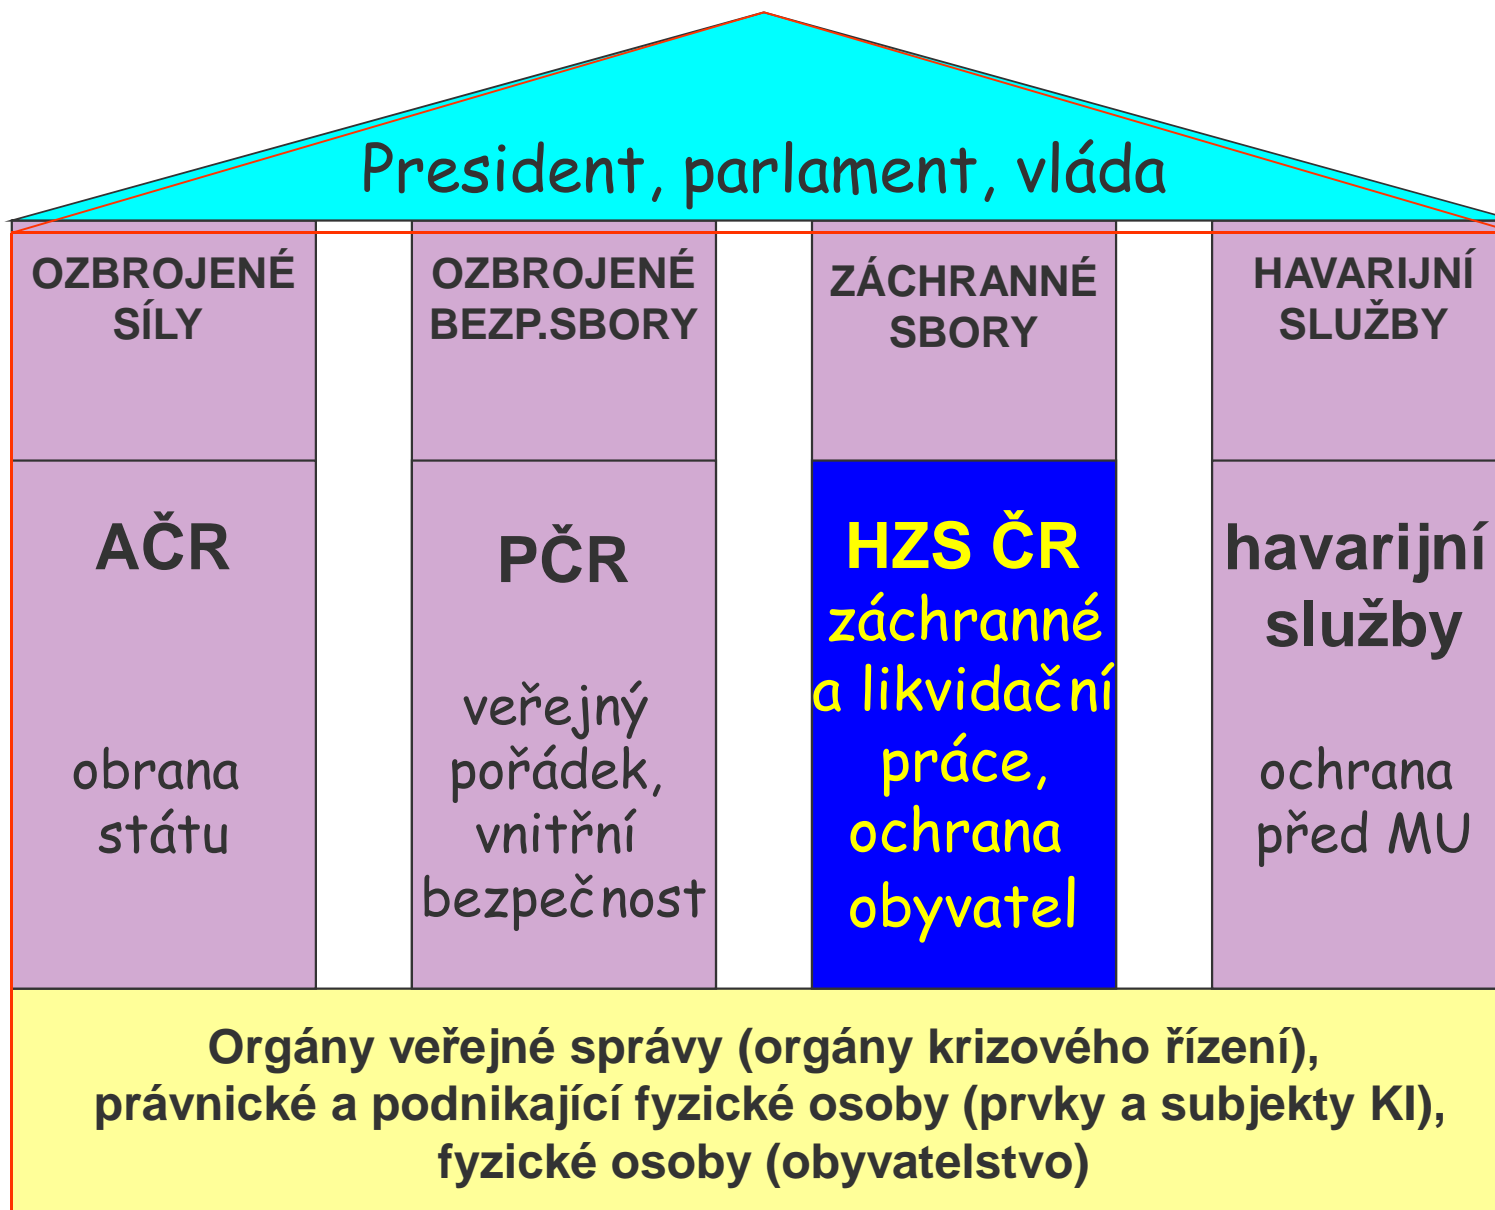 President, parlament, vláda
OZBROJENÉ
SÍLY
OZBROJENÉ
BEZP.SBORY
ZÁCHRANNÉ
SBORY
HAVARIJNÍ
SLUŽBY
AČR
obrana
státu
PČR
veřejný
pořádek,
vnitřní
bezpečnost
HZS ČR
záchranné
a likvidační
práce,
ochrana
obyvatel
havarijní
služby
ochrana
před MU
Orgány veřejné správy (orgány krizového řízení),
právnické a podnikající fyzické osoby (prvky a subjekty KI),
fyzické osoby (obyvatelstvo)